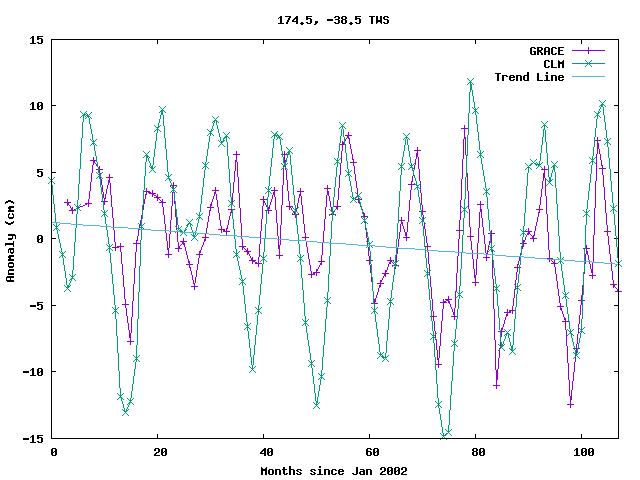 174.5, -38.5 TWS
GRACE
CLM
Trend Line
15
10
5
0
-5
-10
-15
Anomaly (cm)
0 20 40 60 80 100
Months since Jan 2002